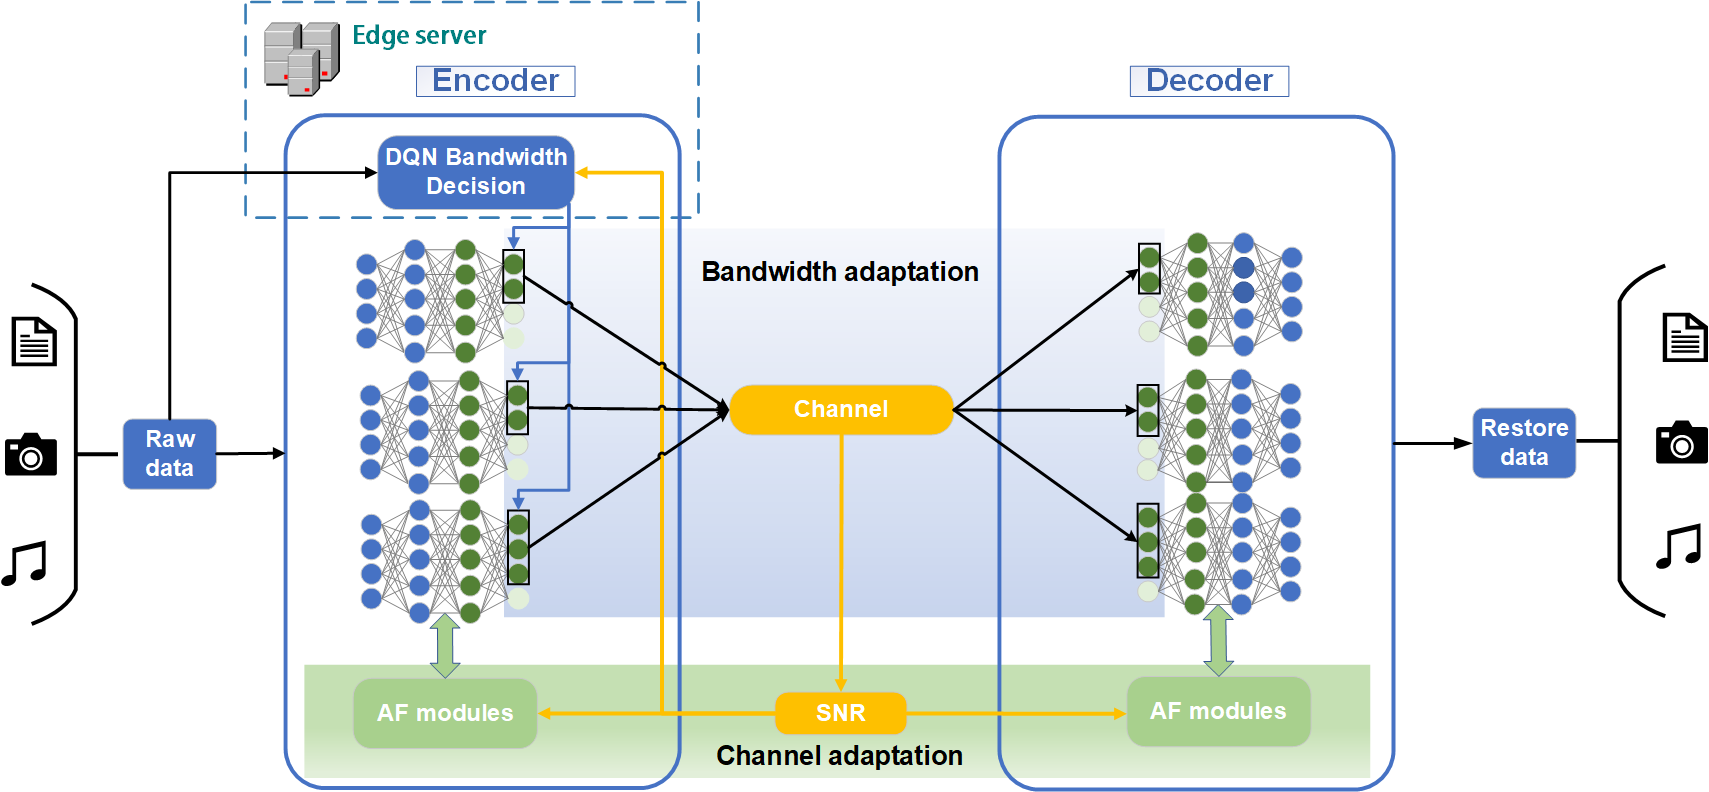 Edge server
Encoder
Decoder
DQN Bandwidth
Decision
Bandwidth adaptation
Channel
Raw
data
Restore
data
AF modules
SNR
AF modules
Channel adaptation